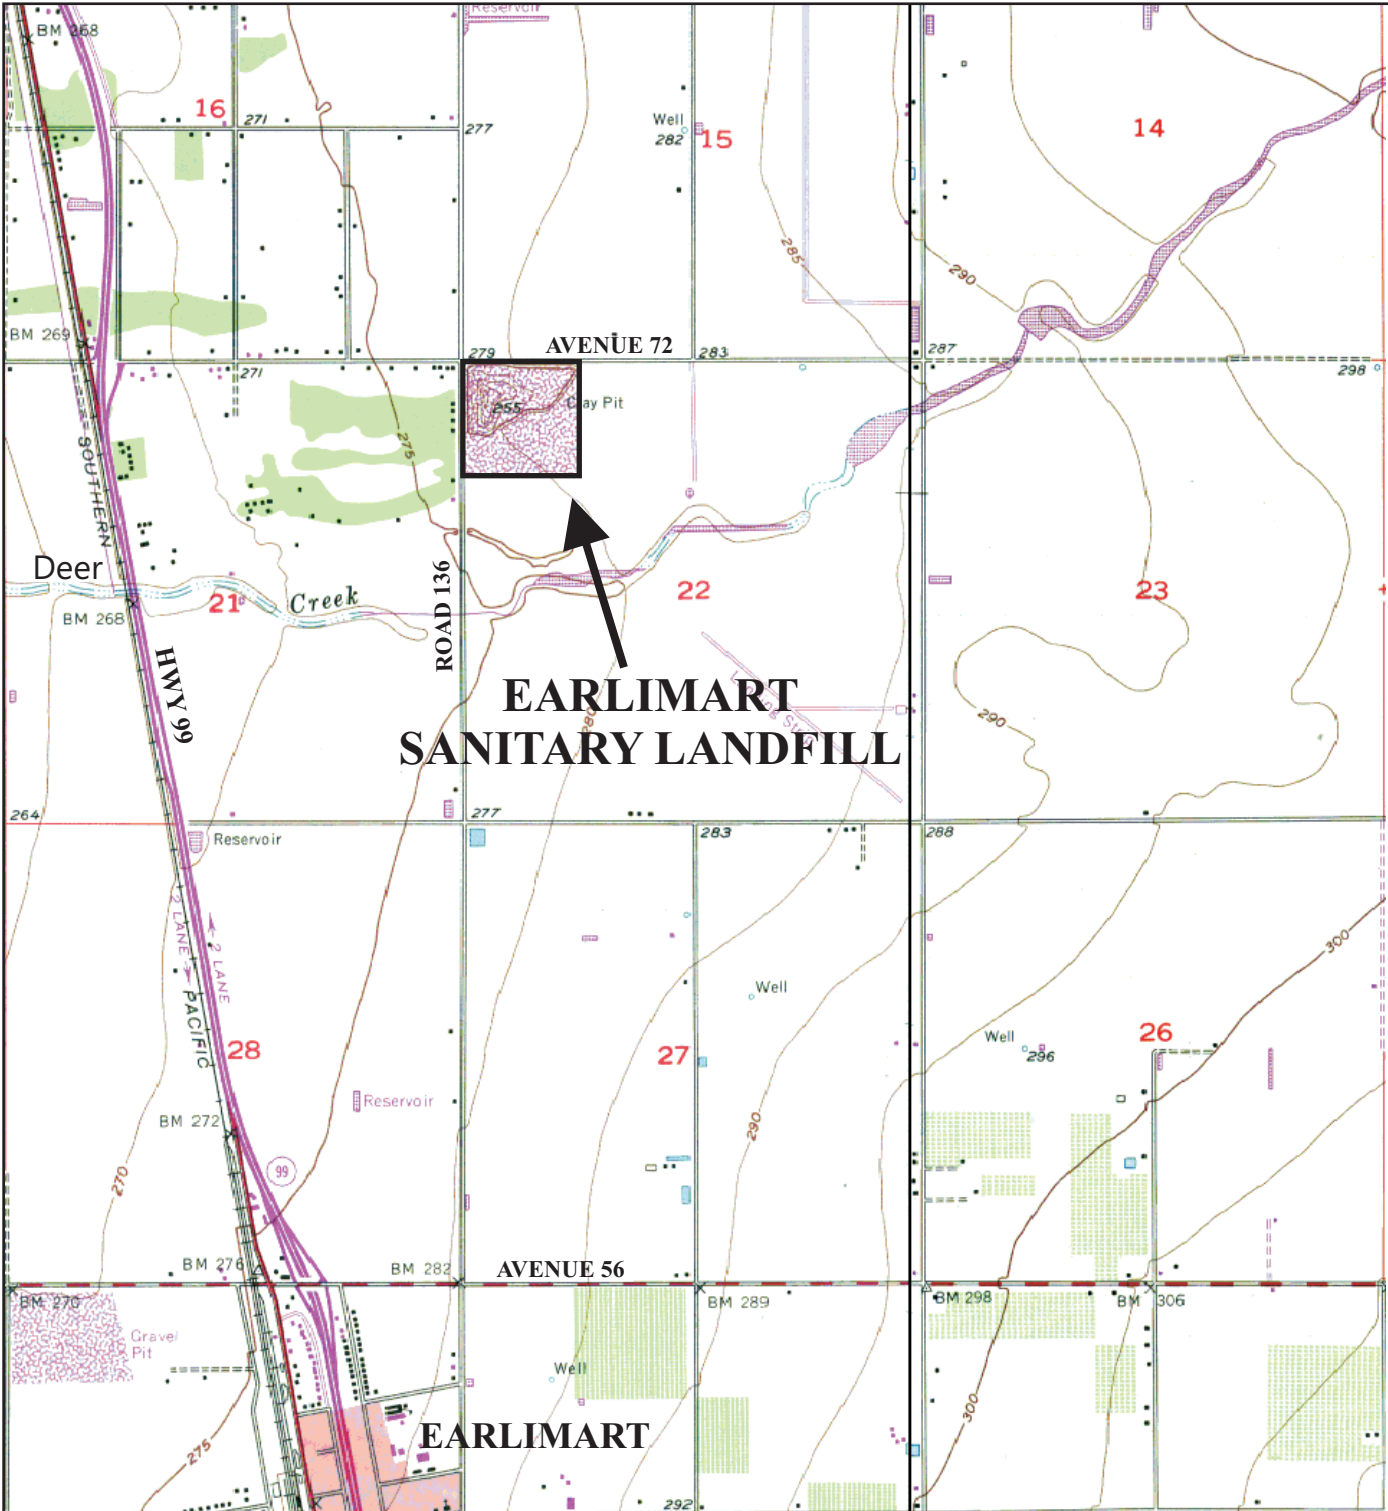 Reservoir
BM 268
16
271
277
Well
282
15
14
285
290
BM 269
AVENUE 72
279
283
287
271
298
255
Clay Pit
275
SOUTHERN
Deer
Creek
21
BM 268
ROAD 136
22
23
HWY 99
EARLIMART
SANITARY LANDFILL
Landing Strip
280
290
264
277
283
288
Reservoir
2 LANE
2 LANE
PACIFIC
Well
300
28
27
Well
296
26
Reservoir
BM 272
290
99
270
BM 276
BM 282
AVENUE 56
BM 270
BM 289
BM 298
BM 306
Gravel
Pit
Well
300
EARLIMART
275
292